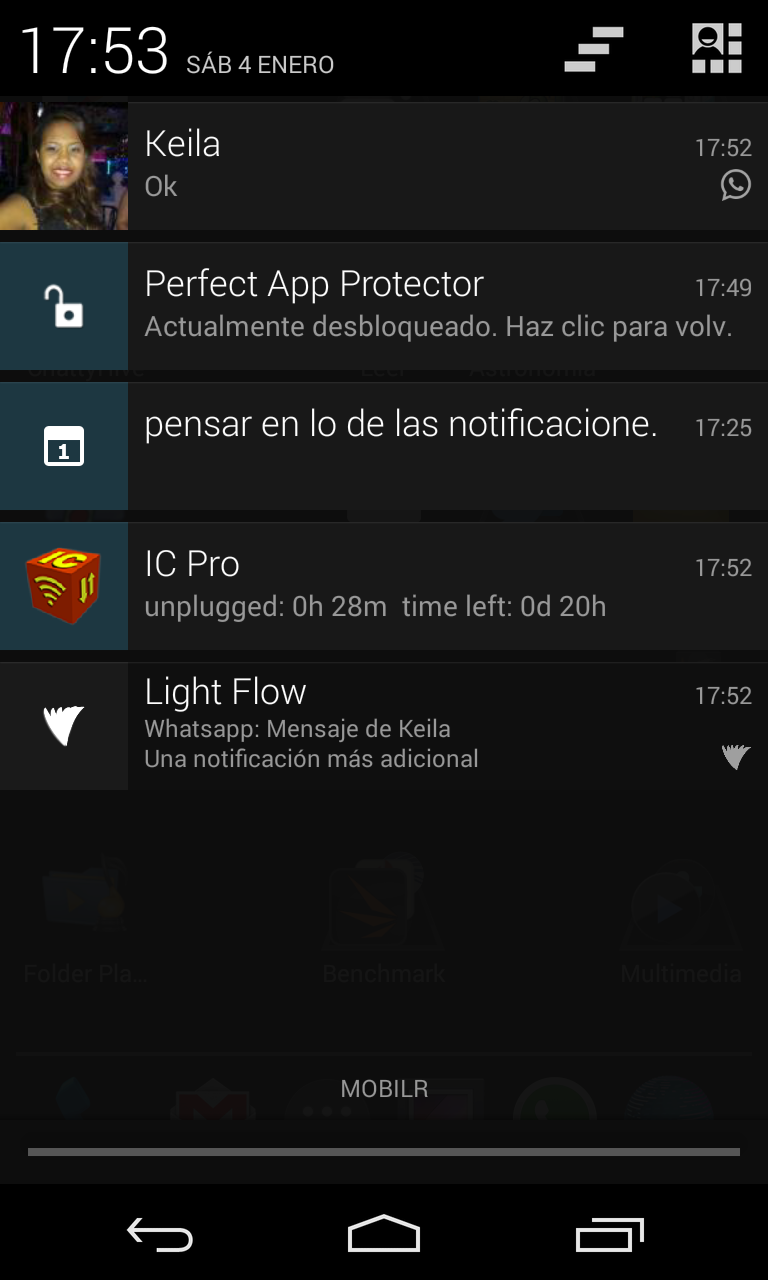 17:53 SÁB 4 ENERO
Keila 17:52
Ok
Perfect App Protector 17:49
Actualmente desbloqueado. Haz clic para volv.
Leer Astronomía
pensar en lo de las notificacione. 17:25
1
IC Pro 17:52
IC
unplugged: 0h 28m time left: 0d 20h
Light Flow 17:52
Whatsapp: Mensaje de Keila
Una notificación más adicional
Folder Pla... Benchmark Multimedia
MOBILR